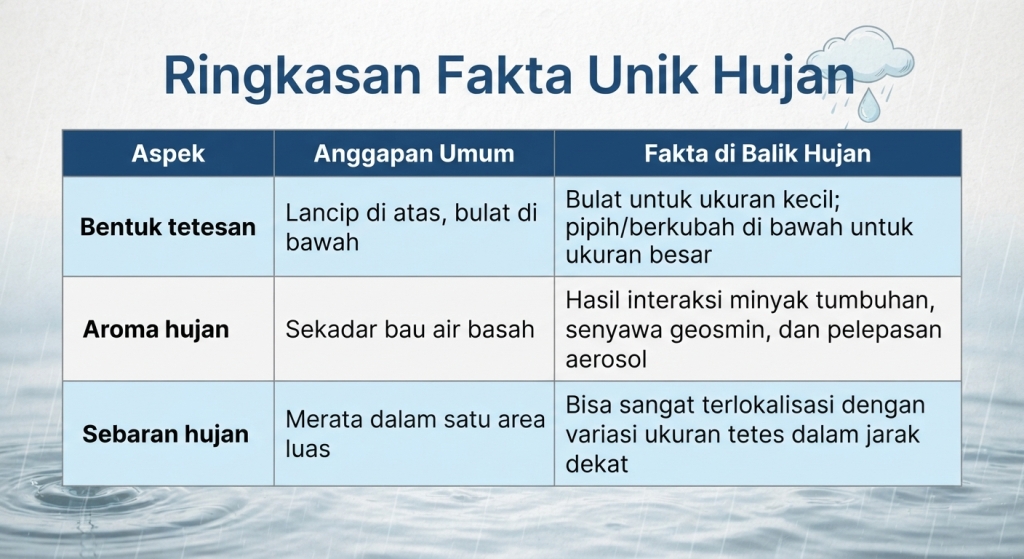 Ringkasan Fakta Unik Hujan
Aspek
Anggapan Umum
Fakta di Balik Hujan
Bentuk tetesan
Lancip di atas, bulat di
bawah
Bulat untuk ukuran kecil;
pipih/berkubah di bawah untuk
ukuran besar
Aroma hujan
Sekadar bau air basah
Hasil interaksi minyak tumbuhan,
senyawa geosmin, dan pelepasan
aerosol
Sebaran hujan
Merata dalam satu area
luas
Bisa sangat terlokalisasi dengan
variasi ukuran tetes dalam jarak
dekat